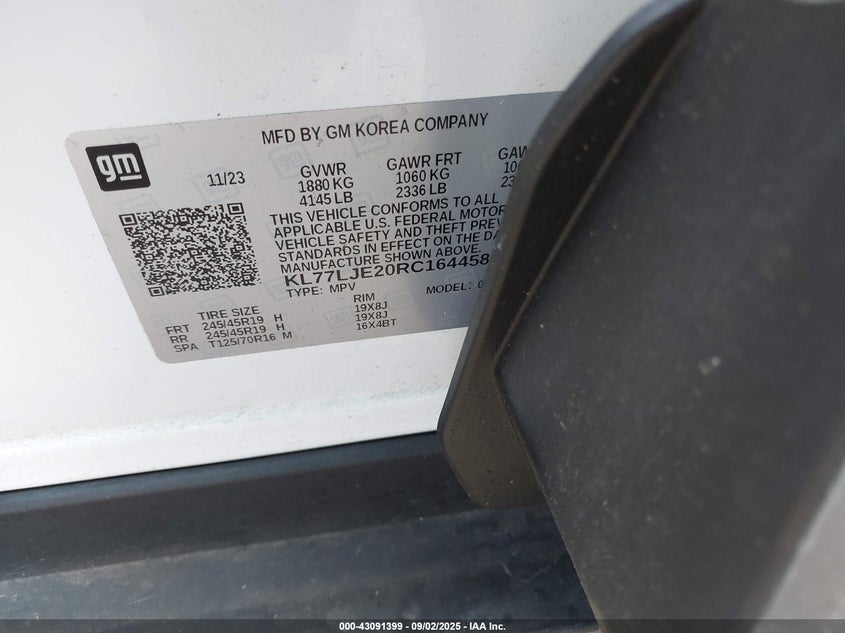 MFD BY GM KOREA COMPANY
gm
11/23
GVWR
1880 KG
4145 LB
GAWR FRT
1060 KG
2336 LB
THIS VEHICLE CONFORMS TO ALL
APPLICABLE U.S. FEDERAL MOTOR
VEHICLE SAFETY AND THEFT
STANDARDS IN EFFECT ON THE
MANUFACTURE SHOWN ABOVE.
KL77LJE20RC164458
TYPE: MPV MODEL:
TIRE SIZE RIM
FRT 245/45R19 H 19X8J
RR 245/45R19 H 19X8J
SPA T125/70R16 M 16X4BT
000-43091399 - 09/02/2025 - IAA Inc.